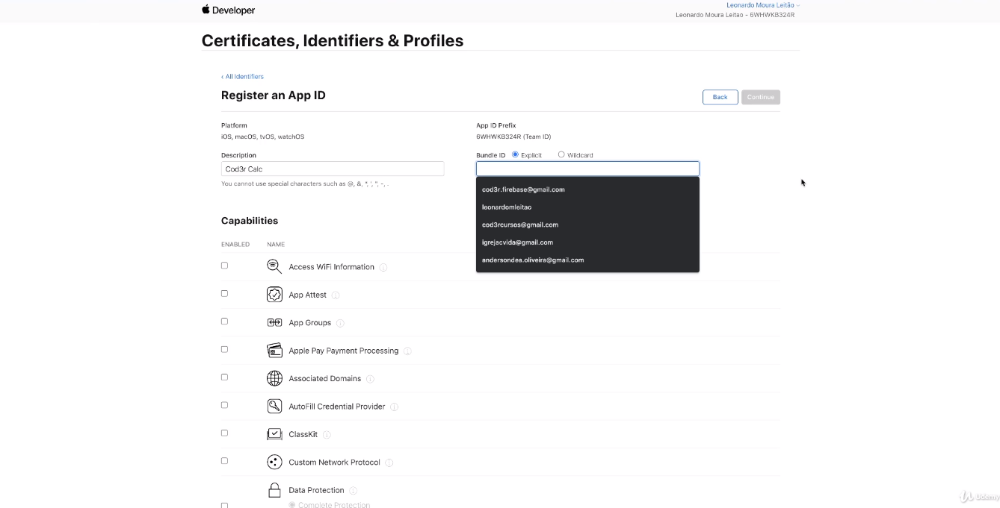 Developer
Leonardo Moura Leitão
Leonardo Moura Leitao - 6WHWKB324R
Certificates, Identifiers & Profiles
‹ All Identifiers
Register an App ID
Back
Continue
Platform
iOS, macOS, tvOS, watchOS
App ID Prefix
6WHWKB324R (Team ID)
Description
Cod3r Calc
You cannot use special characters such as @, &, *, ', ", -, .
Bundle ID Explicit Wildcard
cod3r.firebase@gmail.com
leonardomleitao
cod3rcursos@gmail.com
igrejacvida@gmail.com
andersondea.oliveira@gmail.com
Capabilities
ENABLED NAME
Access WiFi Information
App Attest
App Groups
Apple Pay Payment Processing
Associated Domains
AutoFill Credential Provider
ClassKit
Custom Network Protocol
Data Protection
Complete Protection
Udemy